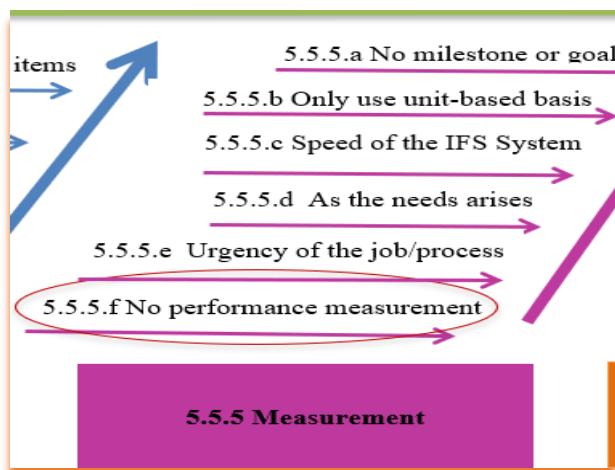 items
5.5.5.a No milestone or goal
5.5.5.b Only use unit-based basis
5.5.5.c Speed of the IFS System
5.5.5.d  As the needs arises
5.5.5.e  Urgency of the job/process
5.5.5.f No performance measurement
5.5.5 Measurement